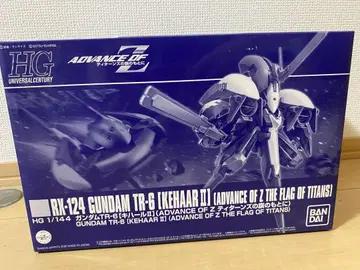 HG
UNIVERSAL CENTURY
ADVANCE OF Z
ティターンズの旗のもとに
RX-124 GUNDAM TR-6 [KEHAAR II] (ADVANCE OF Z THE FLAG OF TITANS)
HG 1/144 ガンダムTR-6 [キハールII] (ADVANCE OF Z ティターンズの旗のもとに)
GUNDAM TR-6 [KEHAAR II] (ADVANCE OF Z THE FLAG OF TITANS)
BAN
DAI